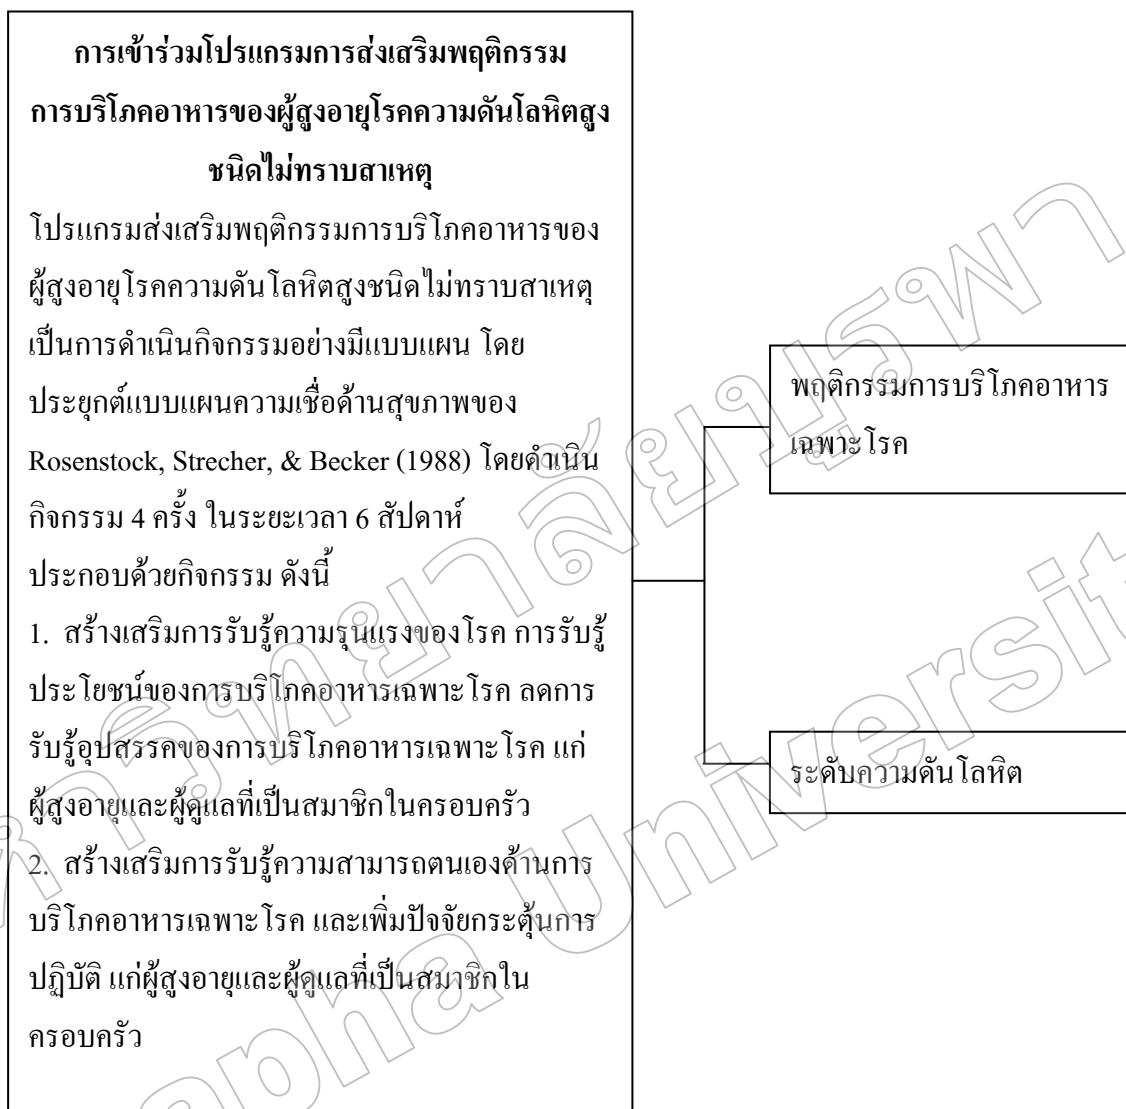 การเข้าร่วมโปรแกรมการส่งเสริมพฤติกรรม
การบริโภคอาหารของผู้สูงอายุโรคความดันโลหิตสูง
ชนิดไม่ทราบสาเหตุ
โปรแกรมส่งเสริมพฤติกรรมการบริโภคอาหารของ
ผู้สูงอายุโรคความดันโลหิตสูงชนิดไม่ทราบสาเหตุ
เป็นการดำเนินกิจกรรมอย่างมีแบบแผน โดย
ประยุกต์แบบแผนความเชื่อด้านสุขภาพของ
Rosenstock, Strecher, & Becker (1988) โดยดำเนิน
กิจกรรม 4 ครั้ง ในระยะเวลา 6 สัปดาห์
ประกอบด้วยกิจกรรม ดังนี้
1. สร้างเสริมการรับรู้ความรุนแรงของโรค การรับรู้
ประโยชน์ของการบริโภคอาหารเฉพาะโรค ลดการ
รับรู้อุปสรรคของการบริโภคอาหารเฉพาะโรค แก่
ผู้สูงอายุและผู้ดูแลที่เป็นสมาชิกในครอบครัว
2. สร้างเสริมการรับรู้ความสามารถตนเองด้านการ
บริโภคอาหารเฉพาะโรค และเพิ่มปัจจัยกระตุ้นการ
ปฏิบัติ แก่ผู้สูงอายุและผู้ดูแลที่เป็นสมาชิกใน
ครอบครัว
พฤติกรรมการบริโภคอาหาร
เฉพาะโรค
ระดับความดันโลหิต
หาวิทยาลัยบูรพา
apha Universit